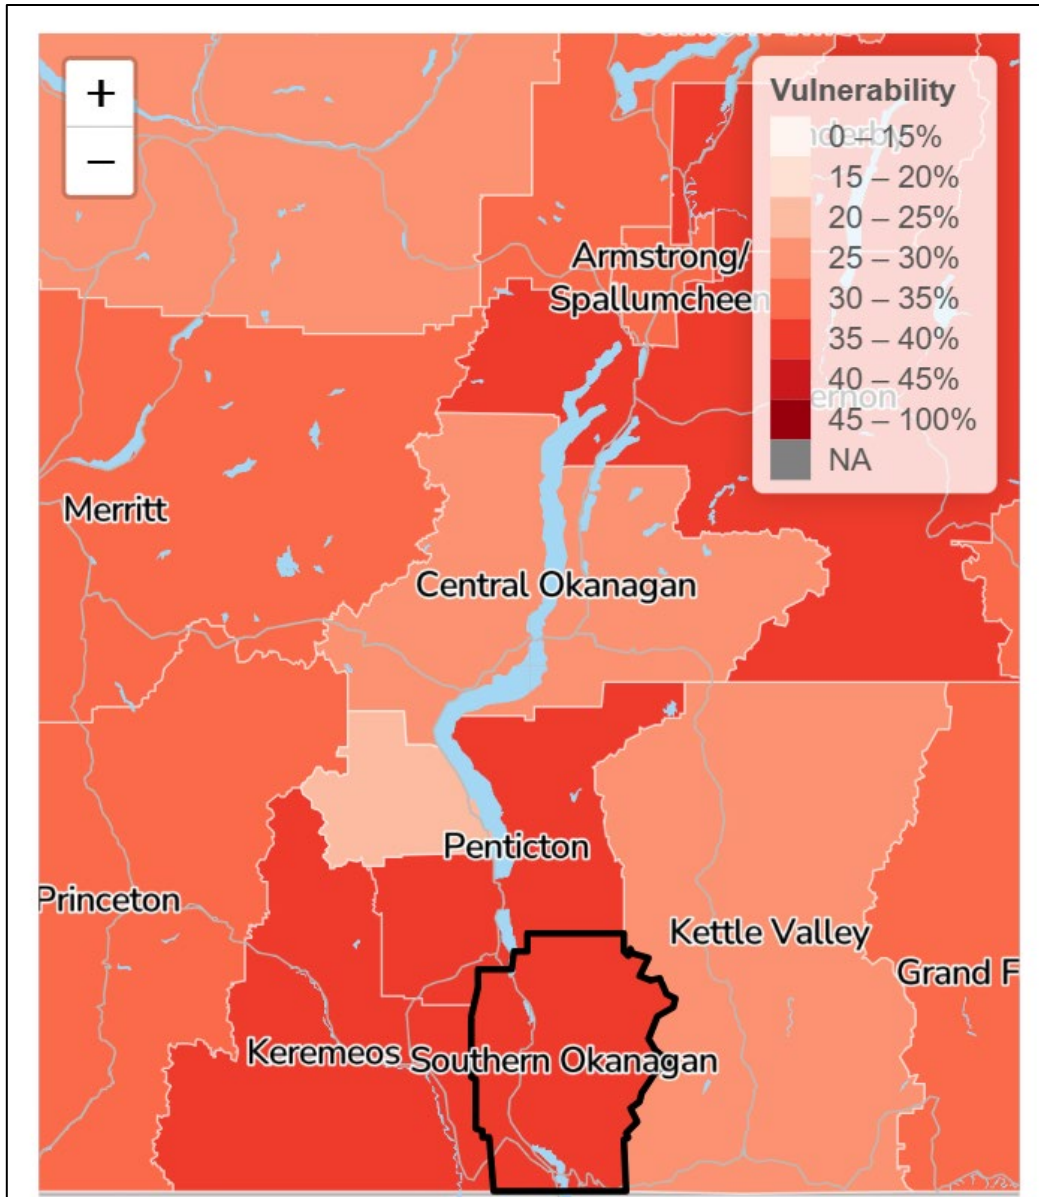 +
−
Vulnerability
0 – 15%
15 – 20%
20 – 25%
25 – 30%
30 – 35%
35 – 40%
40 – 45%
45 – 100%
NA
Armstrong/
Spallumcheen
Merritt
Central Okanagan
Penticton
Princeton
Kettle Valley
Grand F
Keremeos
Southern Okanagan